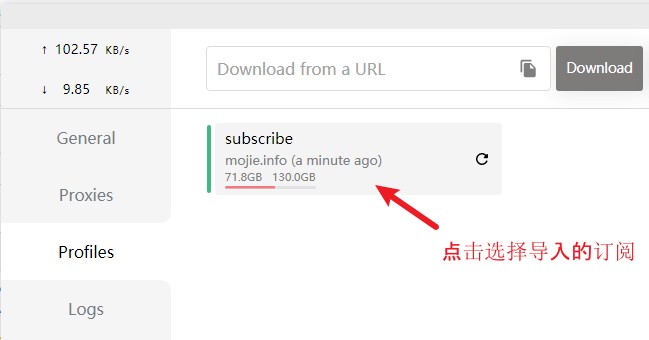 ↑ 102.57 KB/s
↓ 9.85 KB/s
General
Proxies
Profiles
Logs
Download from a URL
Download
subscribe
mojie.info (a minute ago)
71.8GB 130.0GB
点击选择导入的订阅